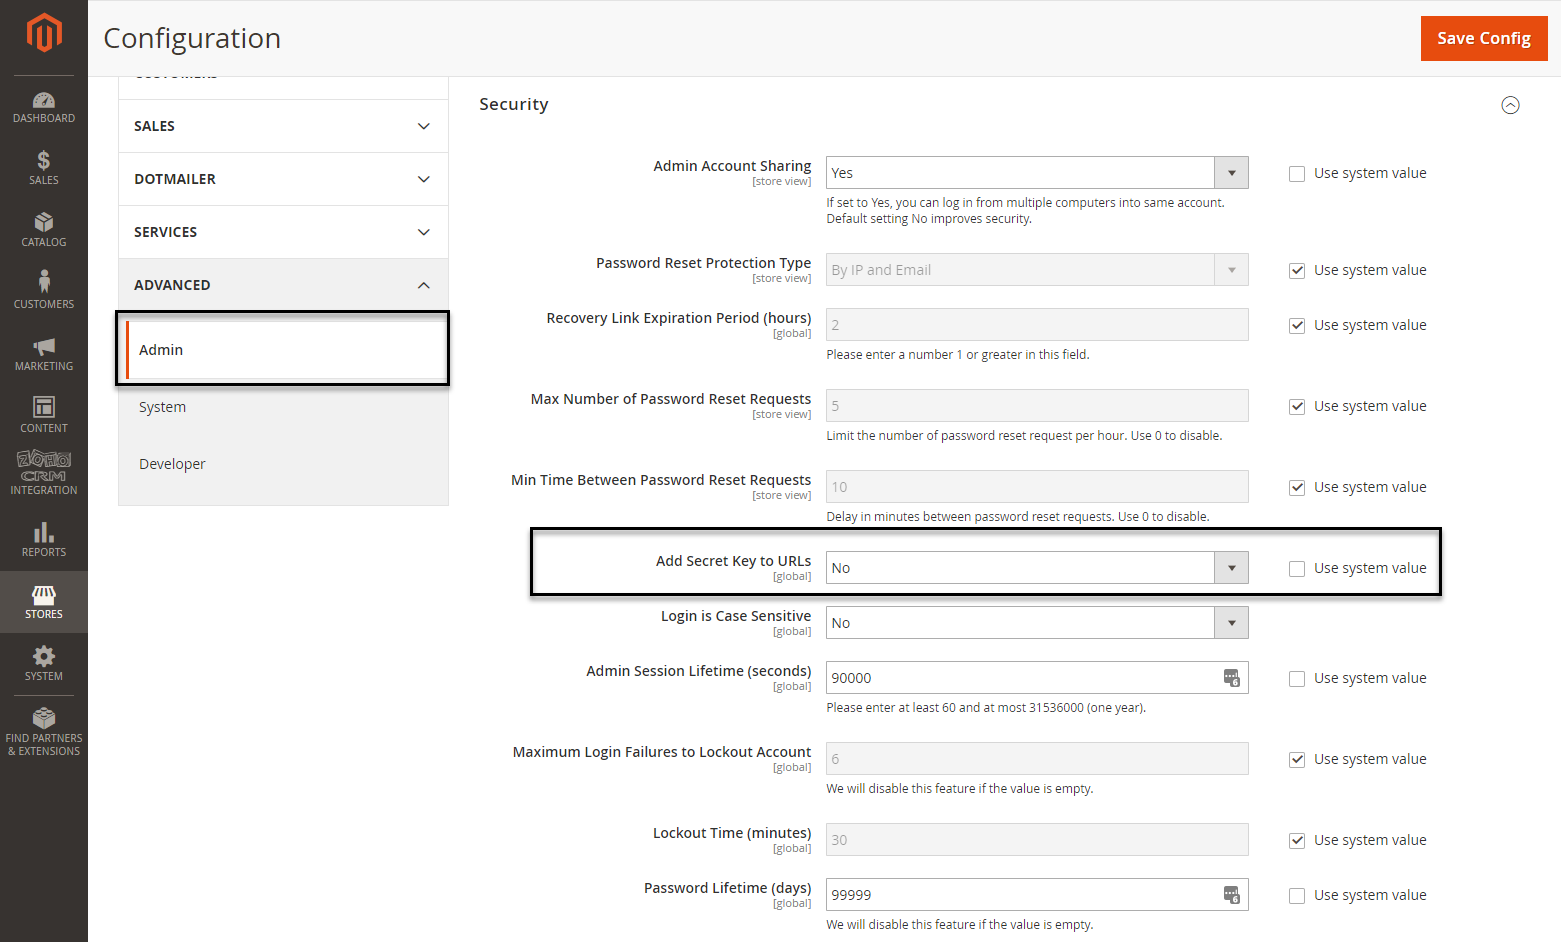 Configuration
Save Config
DASHBOARD
SALES
CATALOG
CUSTOMERS
MARKETING
CONTENT
ZOHO
CRM
INTEGRATION
REPORTS
STORES
SYSTEM
FIND PARTNERS
& EXTENSIONS
CUSTOMERS
SALES
DOTMAILER
SERVICES
ADVANCED
Admin
System
Developer
Security
Admin Account Sharing
[store view]
Yes
Use system value
If set to Yes, you can log in from multiple computers into same account.
Default setting No improves security.
Password Reset Protection Type
[store view]
By IP and Email
Use system value
Recovery Link Expiration Period (hours)
[global]
2
Use system value
Please enter a number 1 or greater in this field.
Max Number of Password Reset Requests
[store view]
5
Use system value
Limit the number of password reset request per hour. Use 0 to disable.
Min Time Between Password Reset Requests
[store view]
10
Use system value
Delay in minutes between password reset requests. Use 0 to disable.
Add Secret Key to URLs
[global]
No
Use system value
Login is Case Sensitive
[global]
No
Admin Session Lifetime (seconds)
[global]
90000
6
Use system value
Please enter at least 60 and at most 31536000 (one year).
Maximum Login Failures to Lockout Account
[global]
6
Use system value
We will disable this feature if the value is empty.
Lockout Time (minutes)
[global]
30
Use system value
Password Lifetime (days)
[global]
99999
6
Use system value
We will disable this feature if the value is empty.